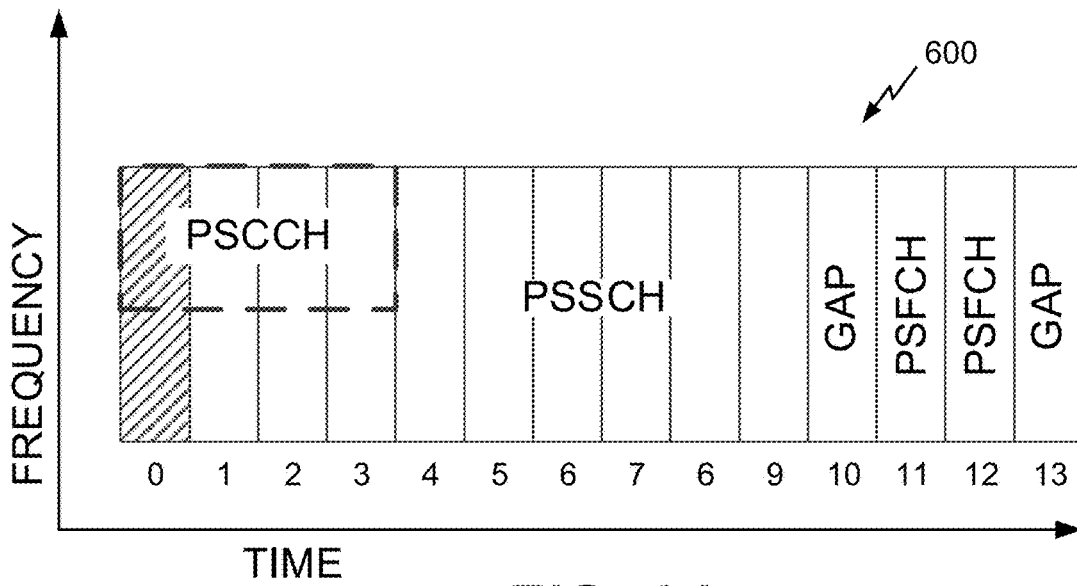 600
FREQUENCY
PSCCH
PSSCH
GAP
PSFCH
PSFCH
GAP
0 1 2 3 4 5 6 7 6 9 10 11 12 13
TIME